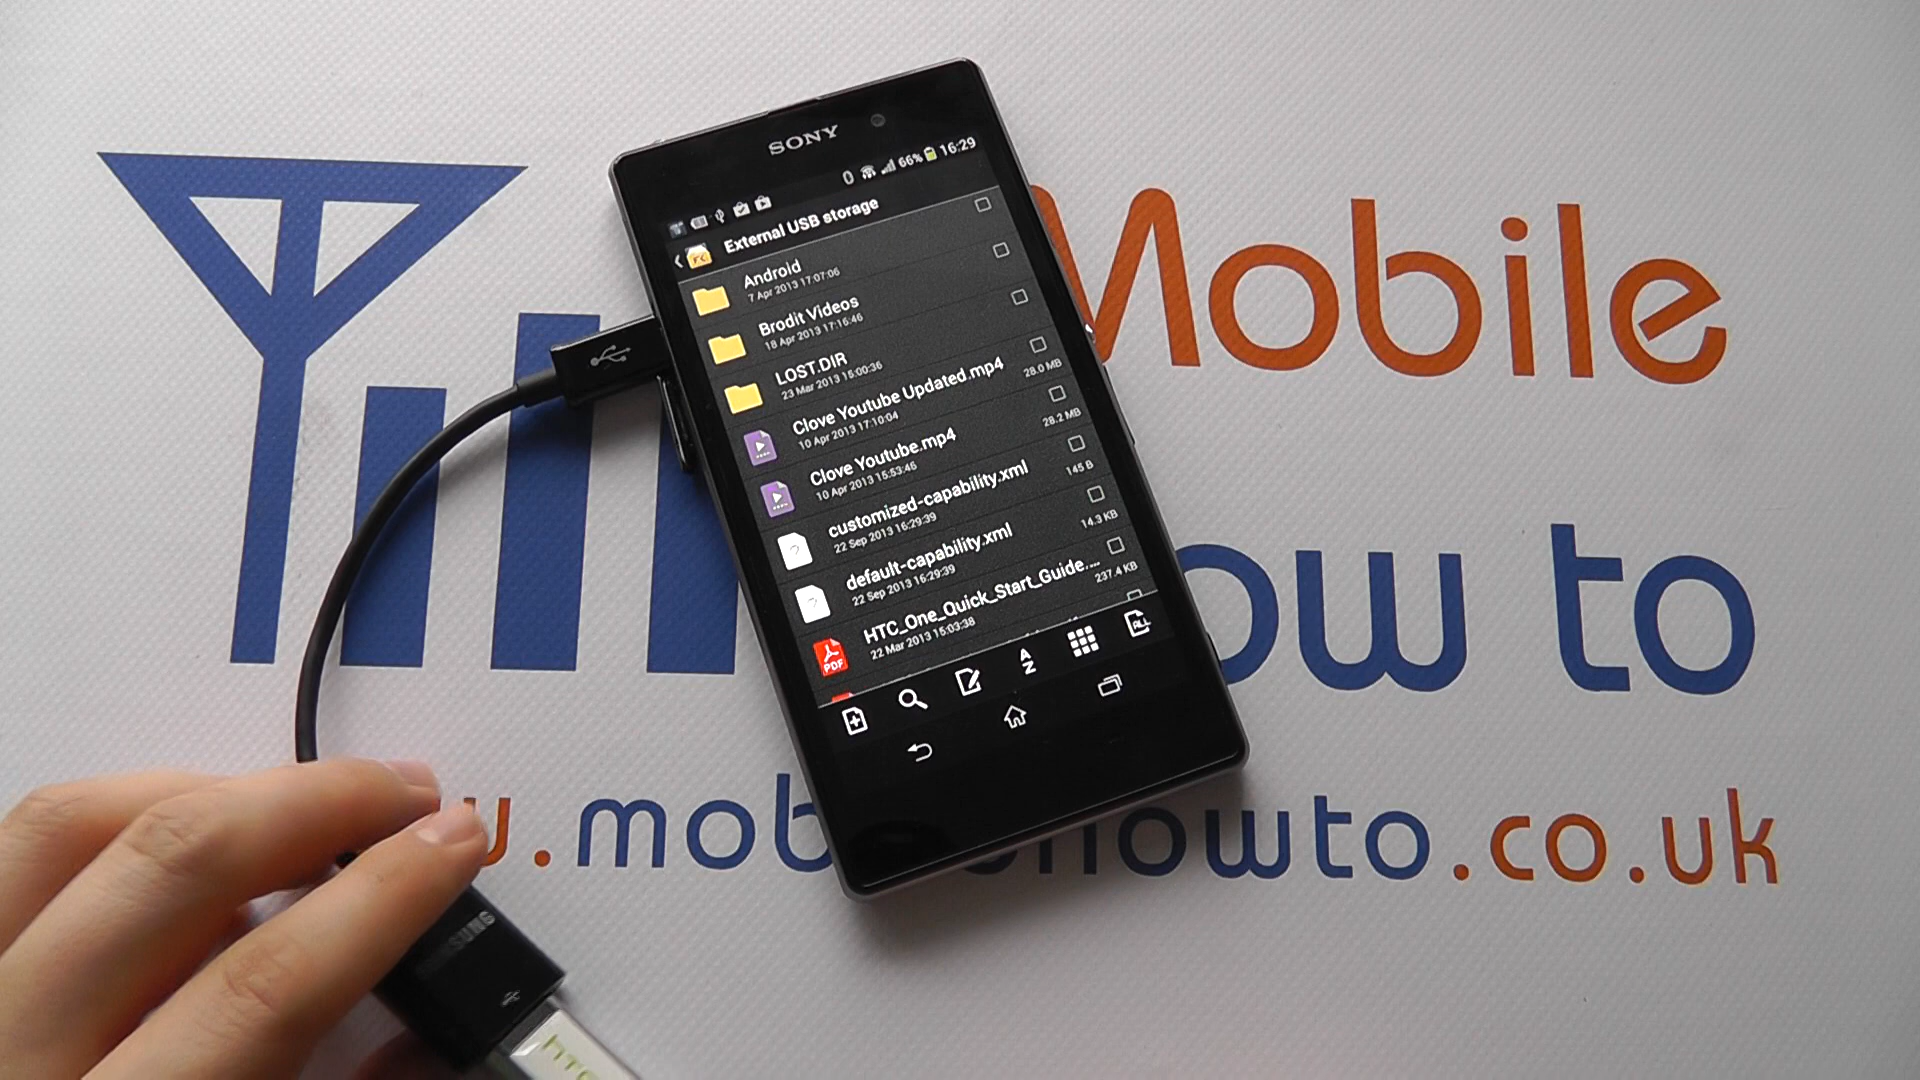 SONY
66% 16:29
External USB storage
Android
7 Apr 2013 17:07:06
Brodit Videos
18 Apr 2013 17:16:46
LOST.DIR
23 Mar 2013 15:00:36
Clove Youtube Updated.mp4
10 Apr 2013 17:10:04
28.0 MB
Clove Youtube.mp4
10 Apr 2013 15:53:46
28.2 MB
customized-capability.xml
22 Sep 2013 16:29:39
145 B
default-capability.xml
22 Sep 2013 16:29:39
14.3 KB
HTC_One_Quick_Start_Guide....
22 Mar 2013 15:03:38
237.4 KB
PDF
A
Z
ALL
Mobile
ow to
.co.uk
SUNG
htc